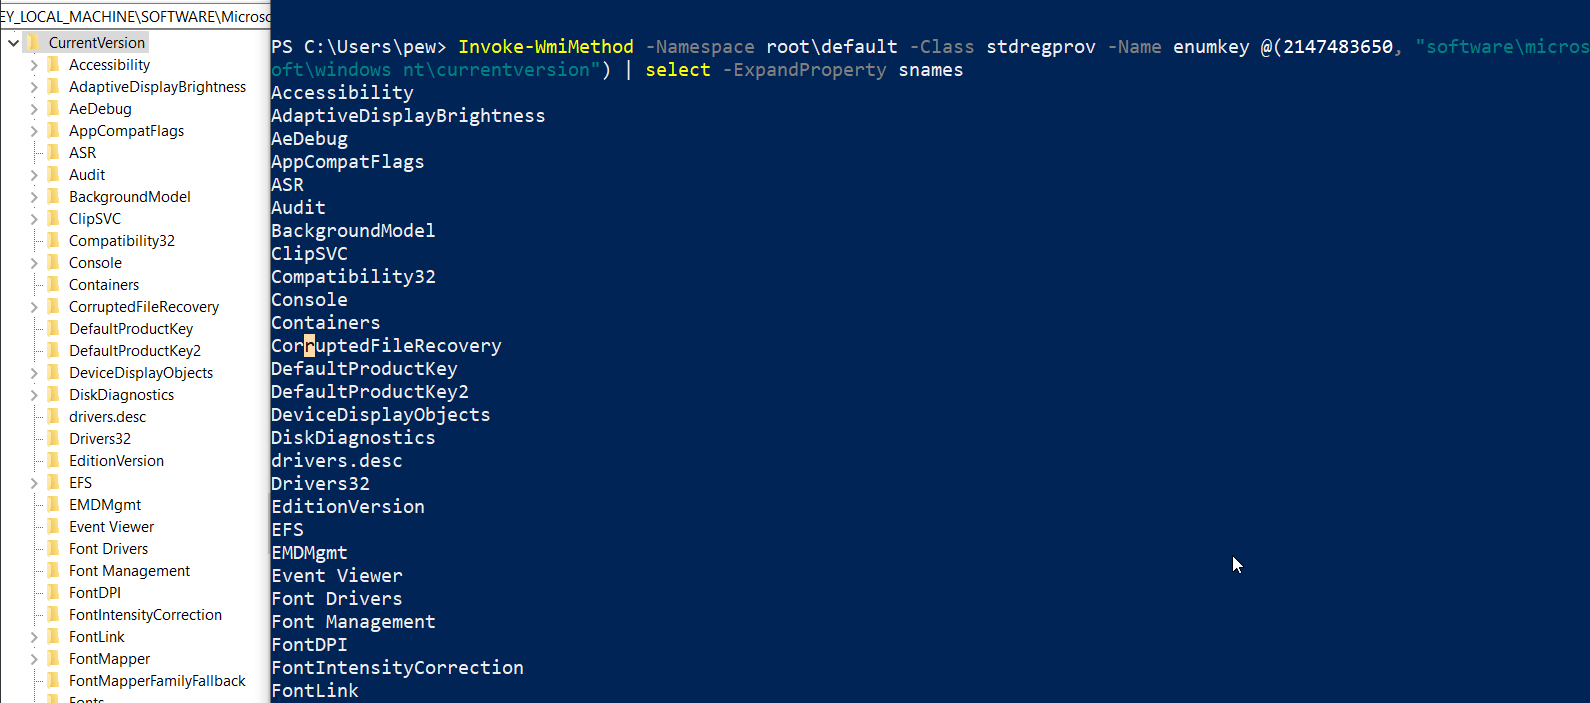 EY_LOCAL_MACHINE\SOFTWARE\Microso
CurrentVersion
Accessibility
AdaptiveDisplayBrightness
AeDebug
AppCompatFlags
ASR
Audit
BackgroundModel
ClipSVC
Compatibility32
Console
Containers
CorruptedFileRecovery
DefaultProductKey
DefaultProductKey2
DeviceDisplayObjects
DiskDiagnostics
drivers.desc
Drivers32
EditionVersion
EFS
EMDMgmt
Event Viewer
Font Drivers
Font Management
FontDPI
FontIntensityCorrection
FontLink
FontMapper
FontMapperFamilyFallback
Fonts
PS C:\Users\pew> Invoke-WmiMethod -Namespace root\default -Class stdregprov -Name enumkey @(2147483650, "software\micros
oft\windows nt\currentversion") | select -ExpandProperty snames
Accessibility
AdaptiveDisplayBrightness
AeDebug
AppCompatFlags
ASR
Audit
BackgroundModel
ClipSVC
Compatibility32
Console
Containers
CorruptedFileRecovery
DefaultProductKey
DefaultProductKey2
DeviceDisplayObjects
DiskDiagnostics
drivers.desc
Drivers32
EditionVersion
EFS
EMDMgmt
Event Viewer
Font Drivers
Font Management
FontDPI
FontIntensityCorrection
FontLink